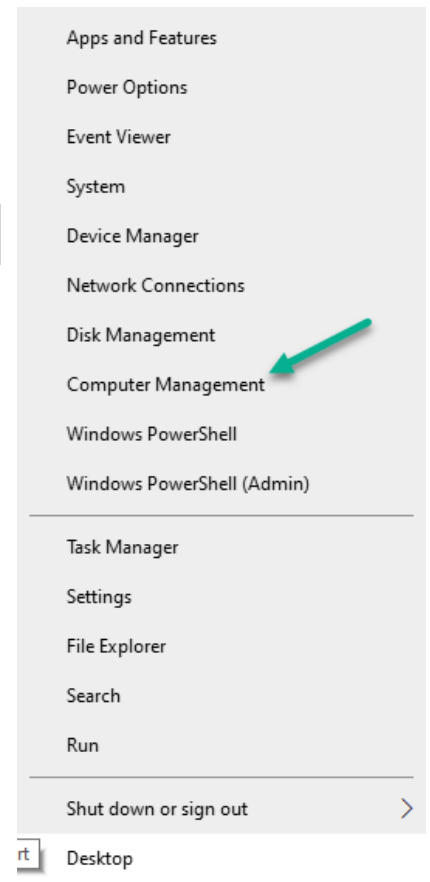 Apps and Features
Power Options
Event Viewer
System
Device Manager
Network Connections
Disk Management
Computer Management
Windows PowerShell
Windows PowerShell (Admin)
Task Manager
Settings
File Explorer
Search
Run
Shut down or sign out
rt
Desktop